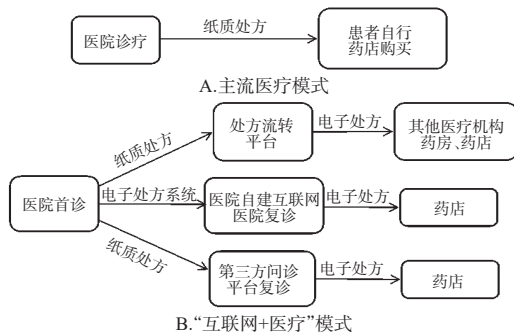 医院诊疗
纸质处方
患者自行
药店购买
A.主流医疗模式
医院首诊
纸质处方
处方流转
平台
电子处方
其他医疗机构
药房、药店
电子处方系统
医院自建互联网
医院复诊
电子处方
药店
纸质处方
第三方问诊
平台复诊
电子处方
药店
B.“互联网+医疗”模式